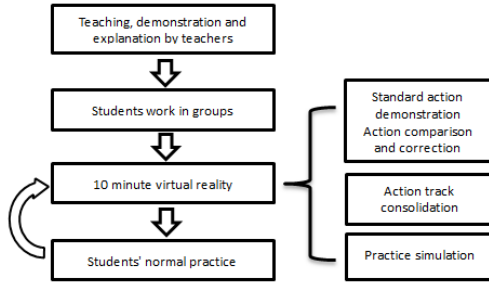 Teaching, demonstration and
explanation by teachers
Students work in groups
10 minute virtual reality
Students' normal practice
Standard action
demonstration
Action comparison
and correction
Action track
consolidation
Practice simulation